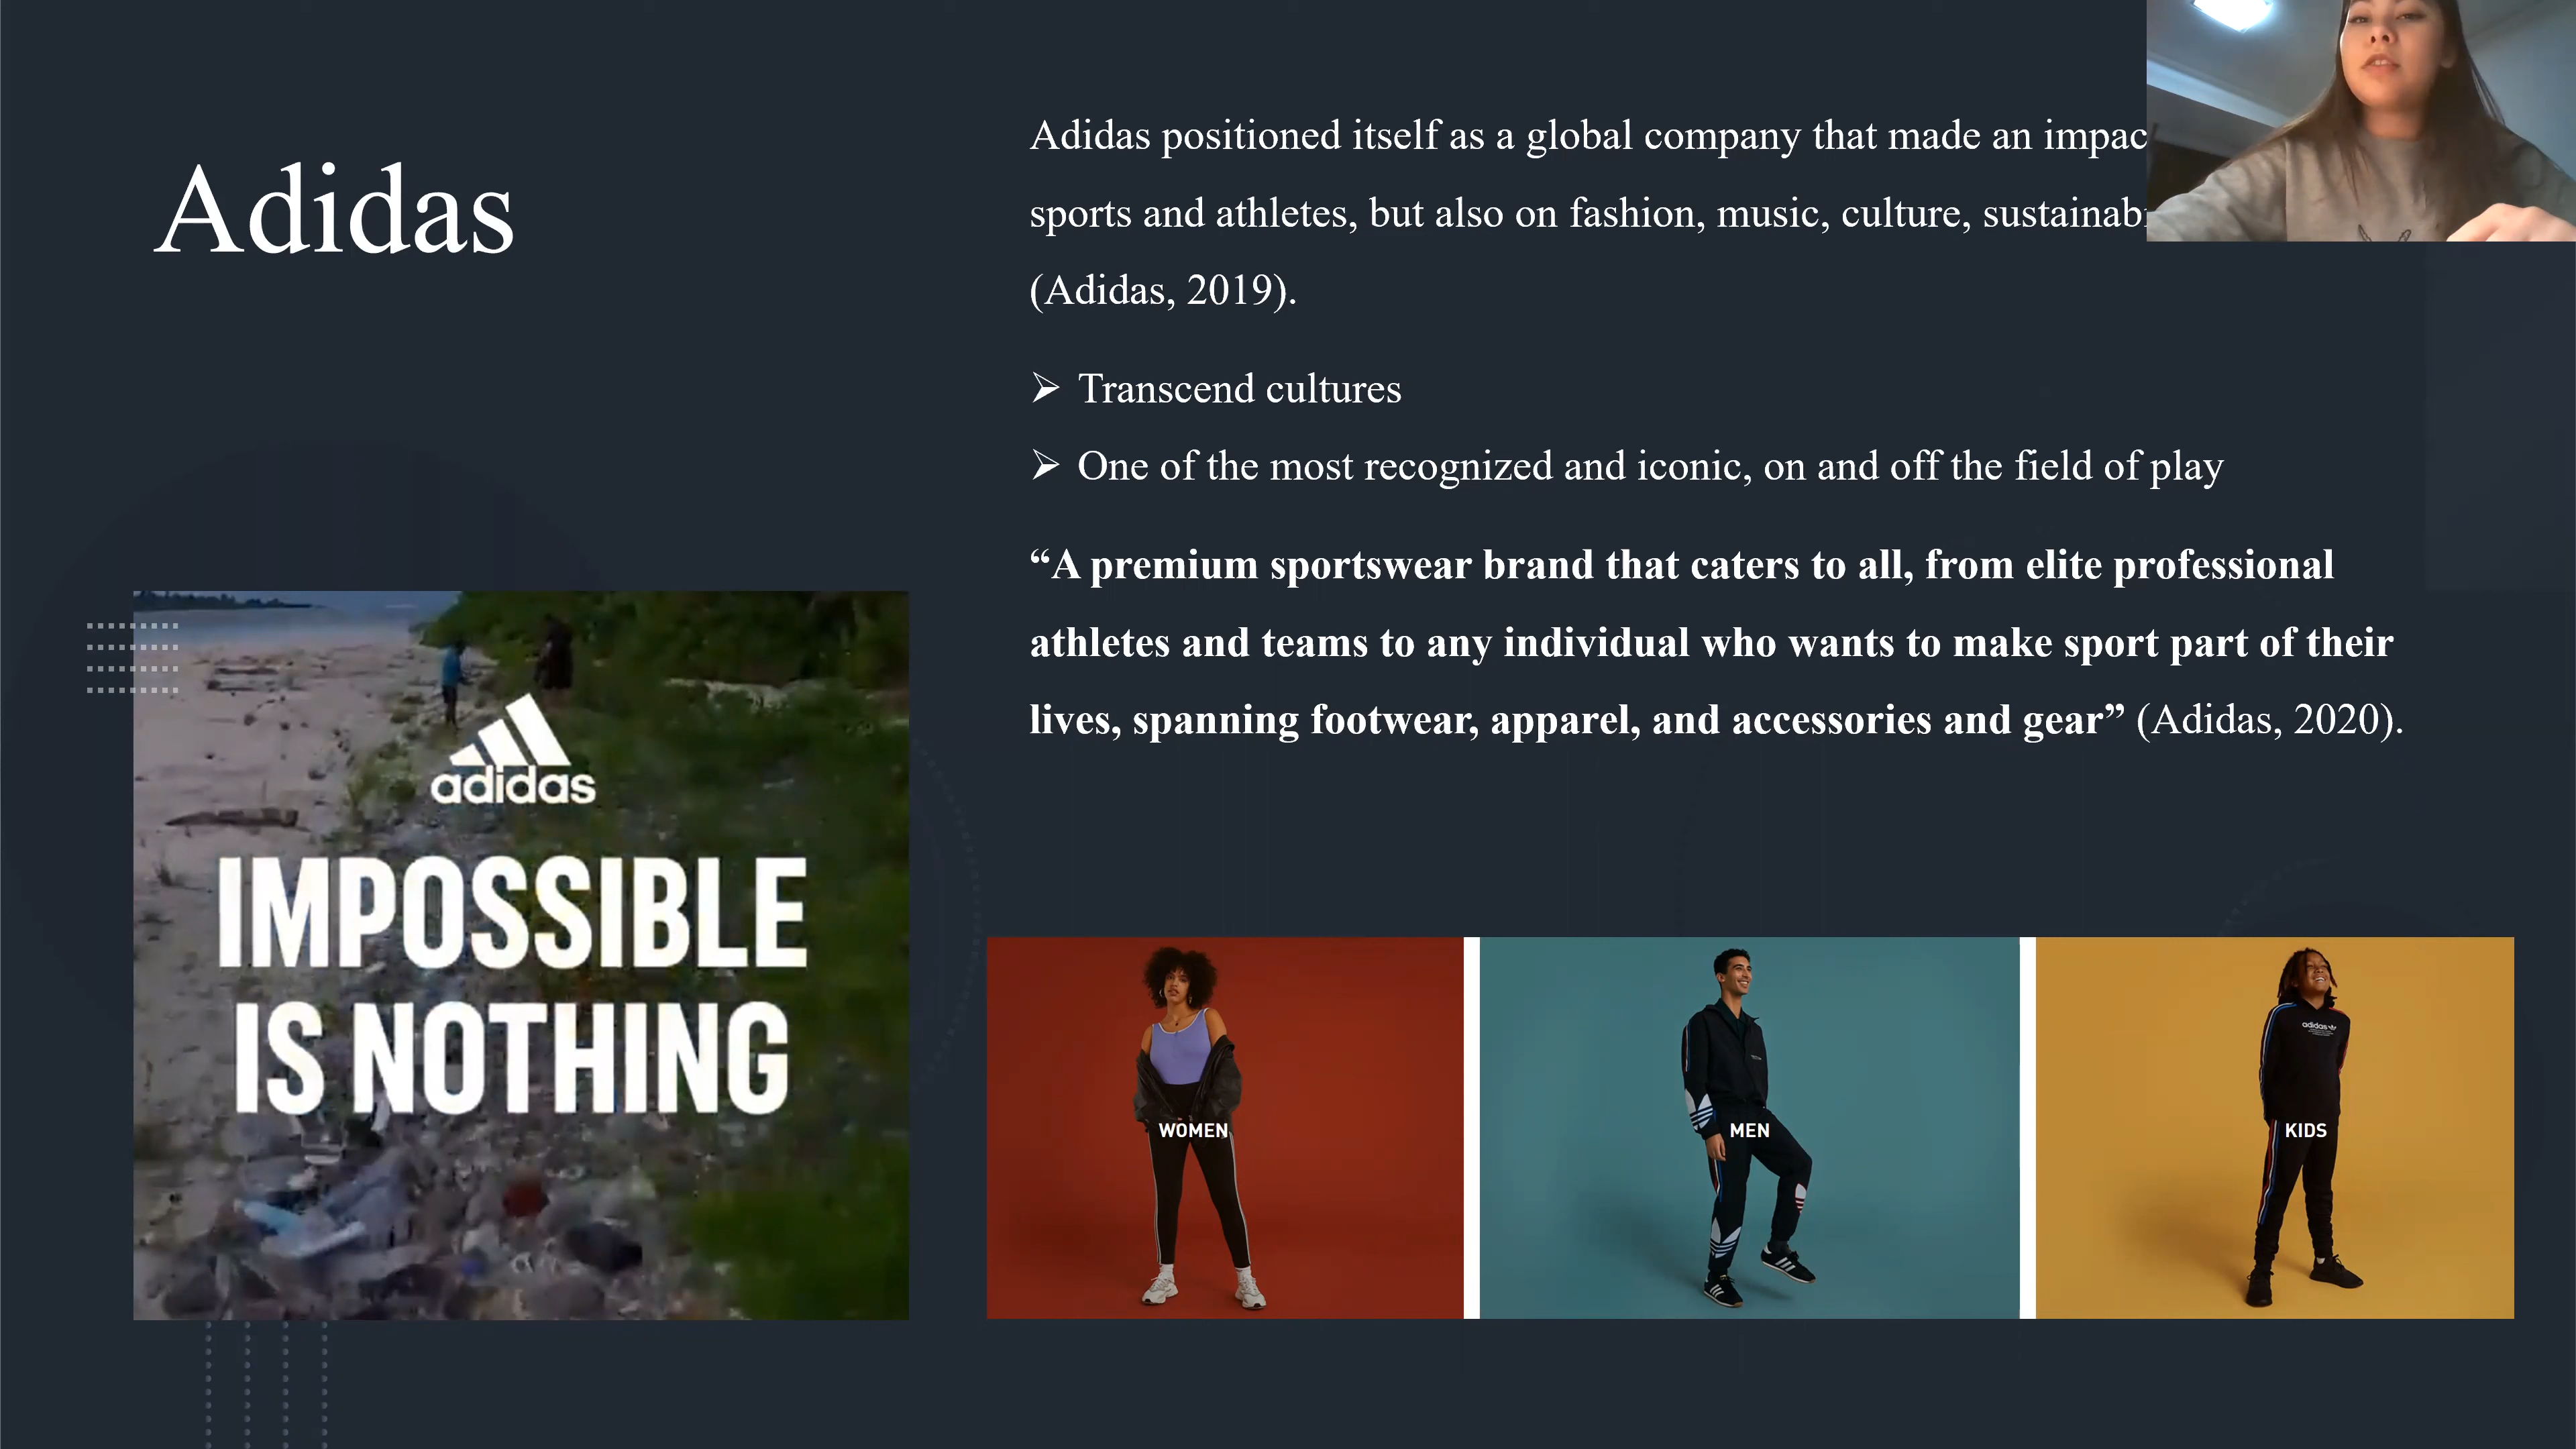 Adidas
Adidas positioned itself as a global company that made an impac
sports and athletes, but also on fashion, music, culture, sustainab
(Adidas, 2019).
➢ Transcend cultures
➢ One of the most recognized and iconic, on and off the field of play
“A premium sportswear brand that caters to all, from elite professional
athletes and teams to any individual who wants to make sport part of their
lives, spanning footwear, apparel, and accessories and gear” (Adidas, 2020).
adidas
IMPOSSIBLE
IS NOTHING
WOMEN
MEN
adidas
KIDS